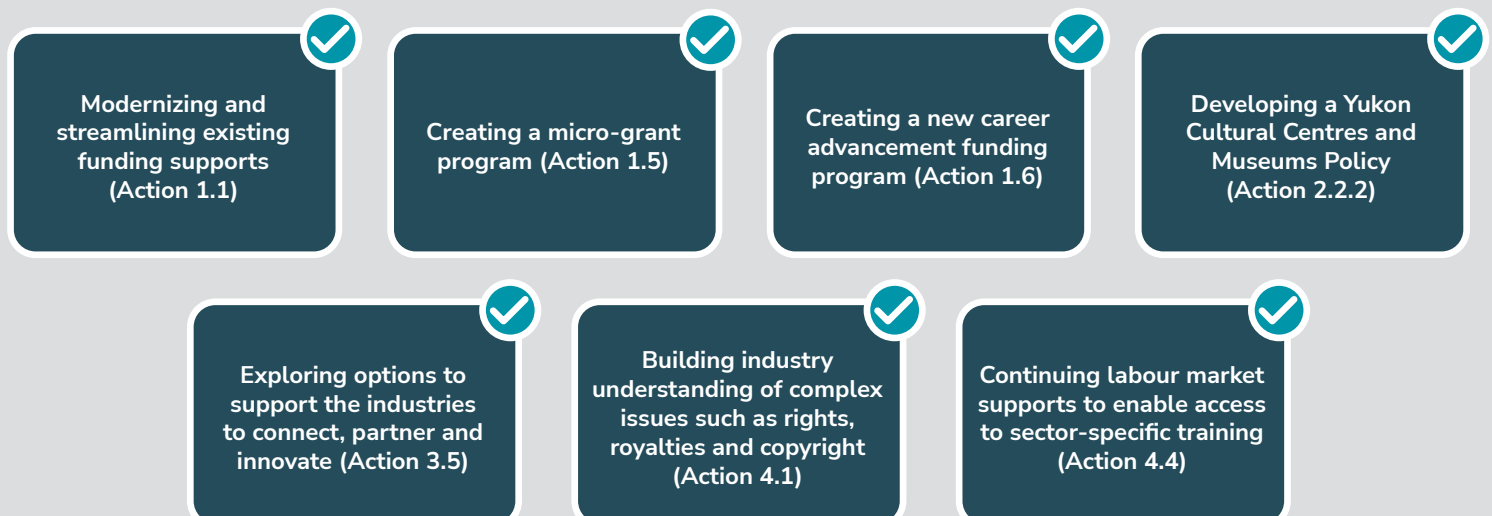 Modernizing and
streamlining existing
funding supports
(Action 1.1)
Creating a micro-grant
program (Action 1.5)
Creating a new career
advancement funding
program (Action 1.6)
Developing a Yukon
Cultural Centres and
Museums Policy
(Action 2.2.2)
Exploring options to
support the industries
to connect, partner and
innovate (Action 3.5)
Building industry
understanding of complex
issues such as rights,
royalties and copyright
(Action 4.1)
Continuing labour market
supports to enable access
to sector-specific training
(Action 4.4)